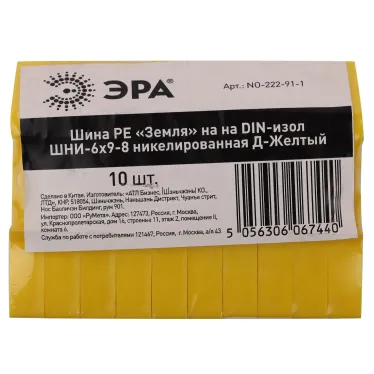 ЭРА
Арт.: NO-222-91-1
Шина PE «Земля» на на DIN-изол
ШНИ-6х9-8 никелированная Д-Желтый
10 шт.
Сделано в Китае. Изготовитель: «АТЛ Бизнес (Шэньчжэнь) КО.,
ЛТД», КНР, 518054, Шэньчжэнь, Наньшань Дистрикт, Чуанье стрит,
Нос Баоличэн Билдинг, рум 901.
Импортер: ООО «РуМета». Адрес: 127473, Россия, г. Москва,
ул. Краснопролетарская, дом 16, строенье 11, этаж 2, помещение II,
комната 6.
Служба по работе с потребителями 121467, Россия, г. Москва, а/я 43
5 056306 067440